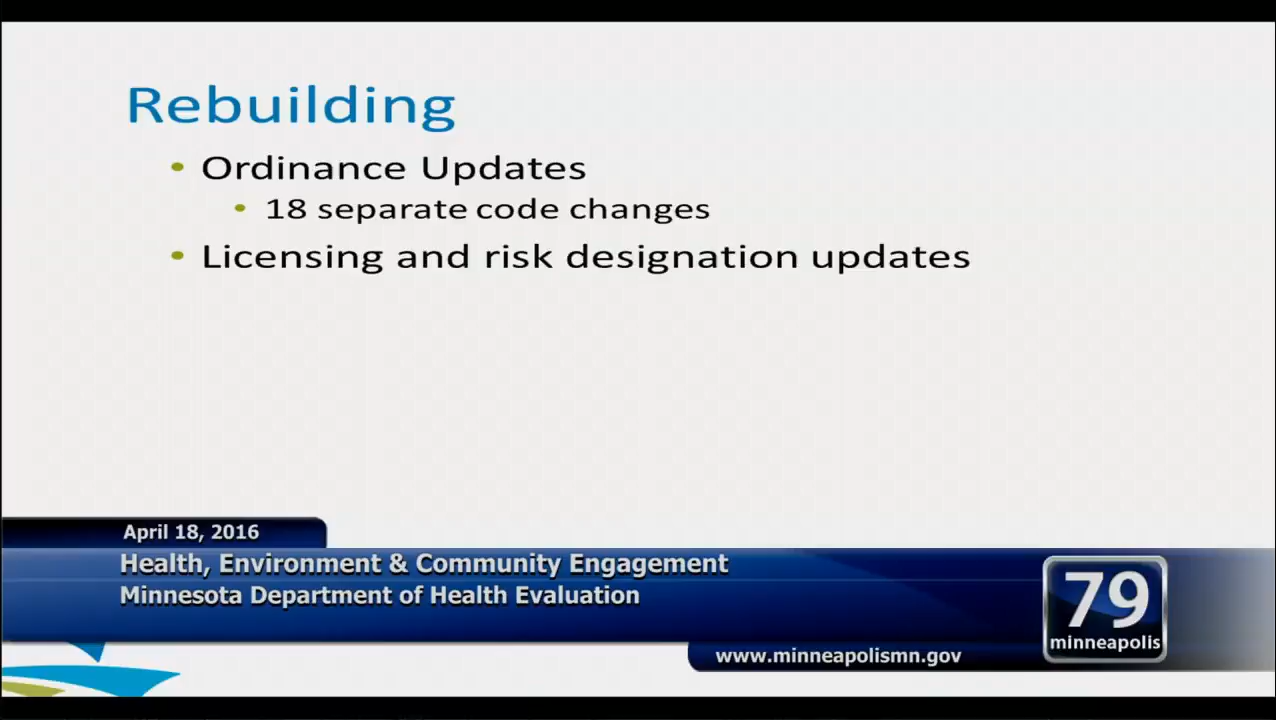 Rebuilding
• Ordinance Updates
• 18 separate code changes
• Licensing and risk designation updates
April 18, 2016
Health, Environment & Community Engagement
Minnesota Department of Health Evaluation
79
minneapolis
www.minneapolismn.gov